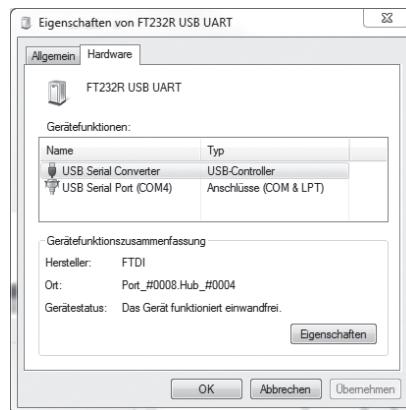 Eigenschaften von FT232R USB UART
Allgemein Hardware
FT232R USB UART
Gerätefunktionen:
Name Typ
USB Serial Converter USB-Controller
USB Serial Port (COM4) Anschlüsse (COM & LPT)
Gerätefunktionszusammenfassung
Hersteller: FTDI
Ort: Port_#0008.Hub_#0004
Gerätestatus: Das Gerät funktioniert einwandfrei.
Eigenschaften
OK Abbrechen Übernehmen